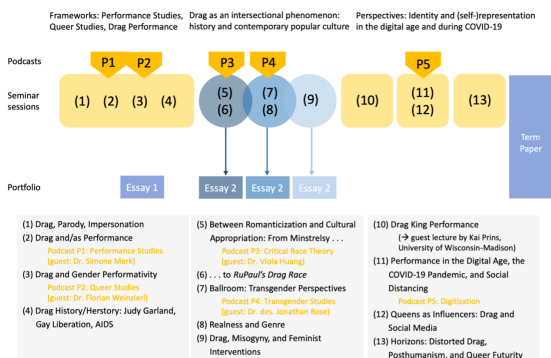 Frameworks: Performance Studies,
Queer Studies, Drag Performance
Drag as an intersectional phenomenon:
history and contemporary popular culture
Perspectives: Identity and (self-)representation
in the digital age and during COVID-19
Podcasts
P1
P2
P3
P4
P5
Seminar
sessions
(1)
(2)
(3)
(4)
(5)
(6)
(7)
(8)
(9)
(10)
(11)
(12)
(13)
Term
Paper
Portfolio
Essay 1
Essay 2
Essay 2
Essay 2
(1) Drag, Parody, Impersonation
(2) Drag and/as Performance
Podcast P1: Performance Studies
(guest: Dr. Simone Merk)
(3) Drag and Gender Performativity
Podcast P2: Queer Studies
(guest: Dr. Florian Weinzierl)
(4) Drag History/Herstory: Judy Garland,
Gay Liberation, AIDS
(5) Between Romanticization and Cultural
Appropriation: From Minstrelsy . . .
Podcast P3: Critical Race Theory
(guest: Dr. Viola Huang)
(6) . . . to RuPaul's Drag Race
(7) Ballroom: Transgender Perspectives
Podcast P4: Transgender Studies
(guest: Dr. des. Jonathan Rose)
(8) Realness and Genre
(9) Drag, Misogyny, and Feminist
Interventions
(10) Drag King Performance
(→ guest lecture by Kai Prins,
University of Wisconsin-Madison)
(11) Performance in the Digital Age, the
COVID-19 Pandemic, and Social
Distancing
Podcast P5: Digitization
(12) Queens as Influencers: Drag and
Social Media
(13) Horizons: Distorted Drag,
Posthumanism, and Queer Futurity